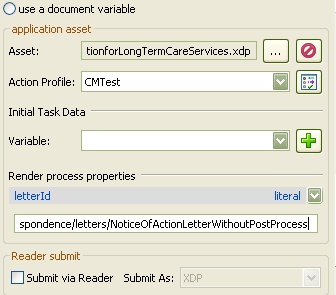 use a document variable
application asset
Asset: tionforLongTermCareServices.xdp ...
Action Profile: CMTest
Initial Task Data
Variable:
Render process properties
letterId literal
spondence/letters/NoticeOfActionLetterWithoutPostProcess
Reader submit
Submit via Reader Submit As: XDP